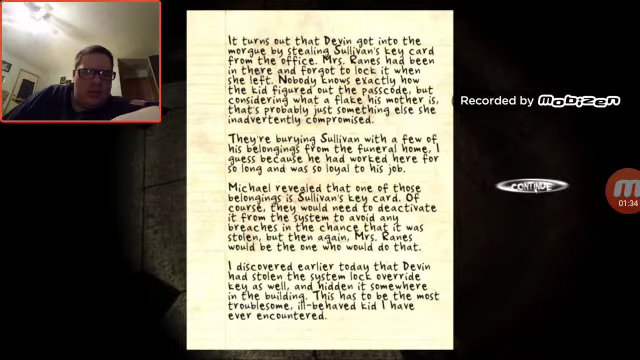 It turns out that Devin got into the
morgue by stealing Sullivan's key card
from the office. Mrs. Ranes had been
in there and forgot to lock it when
she left. Nobody knows exactly how
the kid figured out the passcode, but
considering what a flake his mother is,
that's probably just something else she
inadvertently compromised.
They're burying Sullivan with a few of
his belongings from the funeral home, I
guess because he had worked here for
so long and was so loyal to his job.
Michael revealed that one of those
belongings is Sullivan's key card. Of
course, they would need to deactivate
it from the system to avoid any
breaches in the chance that it was
stolen, but then again, Mrs. Ranes
would be the one who would do that.
I discovered earlier today that Devin
had stolen the system lock override
key as well, and hidden it somewhere
in the building. This has to be the most
troublesome, ill-behaved kid I have
ever encountered.
Recorded by Mobizen
CONTINUE
01:34